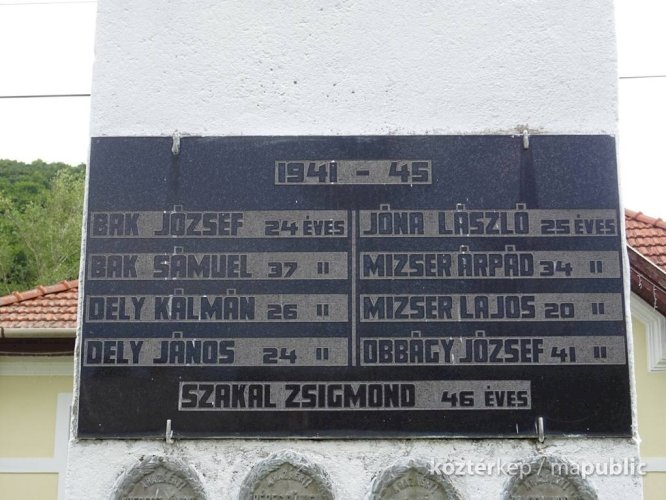 1941 - 45
BAK JÓZSEF 24 ÉVES
BAK SÁMUEL 37 "
DELY KÁLMÁN 26 "
DELY JÁNOS 24 "
JÓNA LÁSZLÓ 25 ÉVES
MIZSER ÁRPÁD 34 "
MIZSER LAJOS 20 "
OBBÁGY JÓZSEF 41 "
SZAKAL ZSIGMOND 46 ÉVES
köztérkép / mapublic